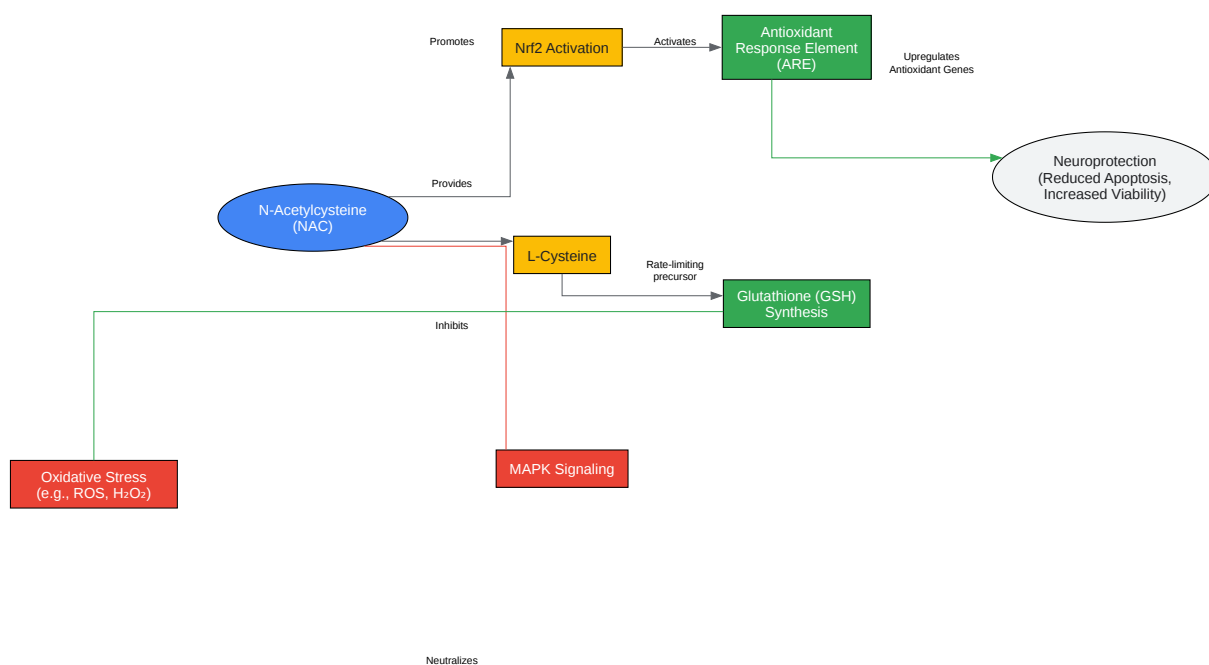 Promotes
Nrf2 Activation
Activates
Antioxidant
Response Element
(ARE)
Upregulates
Antioxidant Genes
Neuroprotection
(Reduced Apoptosis,
Increased Viability)
Provides
N-Acetylcysteine
(NAC)
L-Cysteine
Rate-limiting
precursor
Glutathione (GSH)
Synthesis
Inhibits
Oxidative Stress
(e.g., ROS, H₂O₂)
MAPK Signaling
Neutralizes